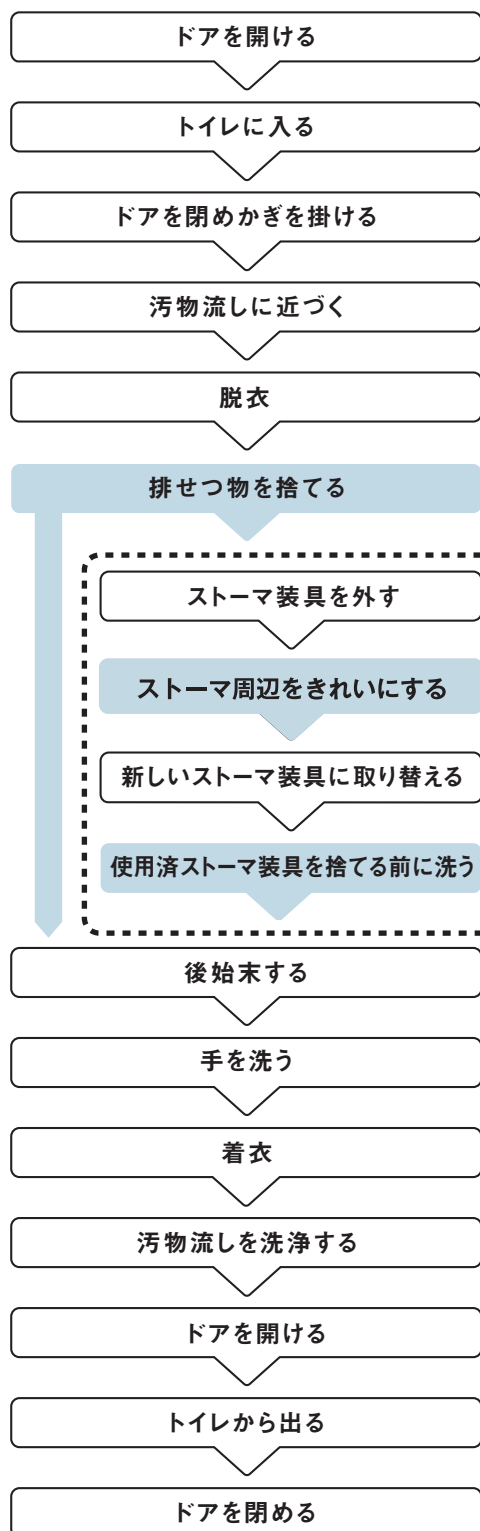 ドアを開ける
トイレに入る
ドアを閉めかぎを掛ける
汚物流しに近づく
脱衣
排せつ物を捨てる
ストーマ装具を外す
ストーマ周辺をきれいにする
新しいストーマ装具に取り替える
使用済ストーマ装具を捨てる前に洗う
後始末する
手を洗う
着衣
汚物流しを洗浄する
ドアを開ける
トイレから出る
ドアを閉める